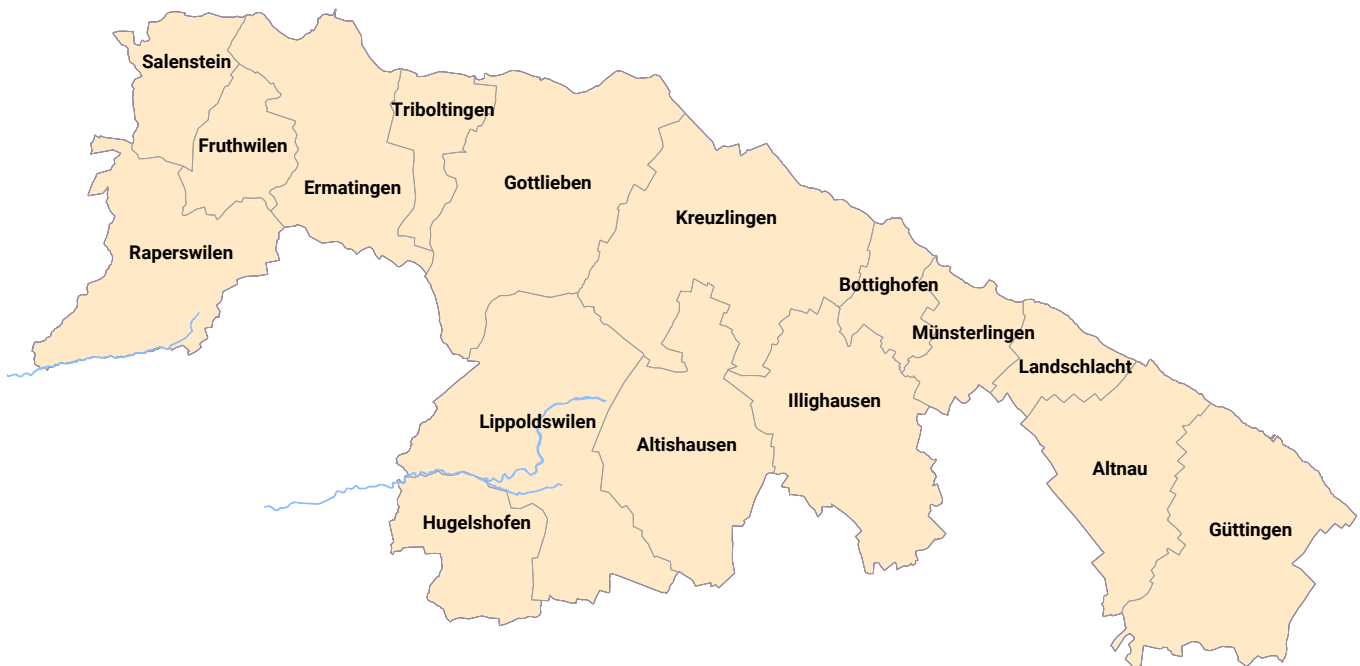 Salenstein
Triboltingen
Fruthwilen
Ermatingen
Gottlieben
Kreuzlingen
Raperswilen
Bottighofen
Münsterlingen
Landschlacht
Illighausen
Lippoldswilen
Altishausen
Altnau
Hugelshofen
Güttingen